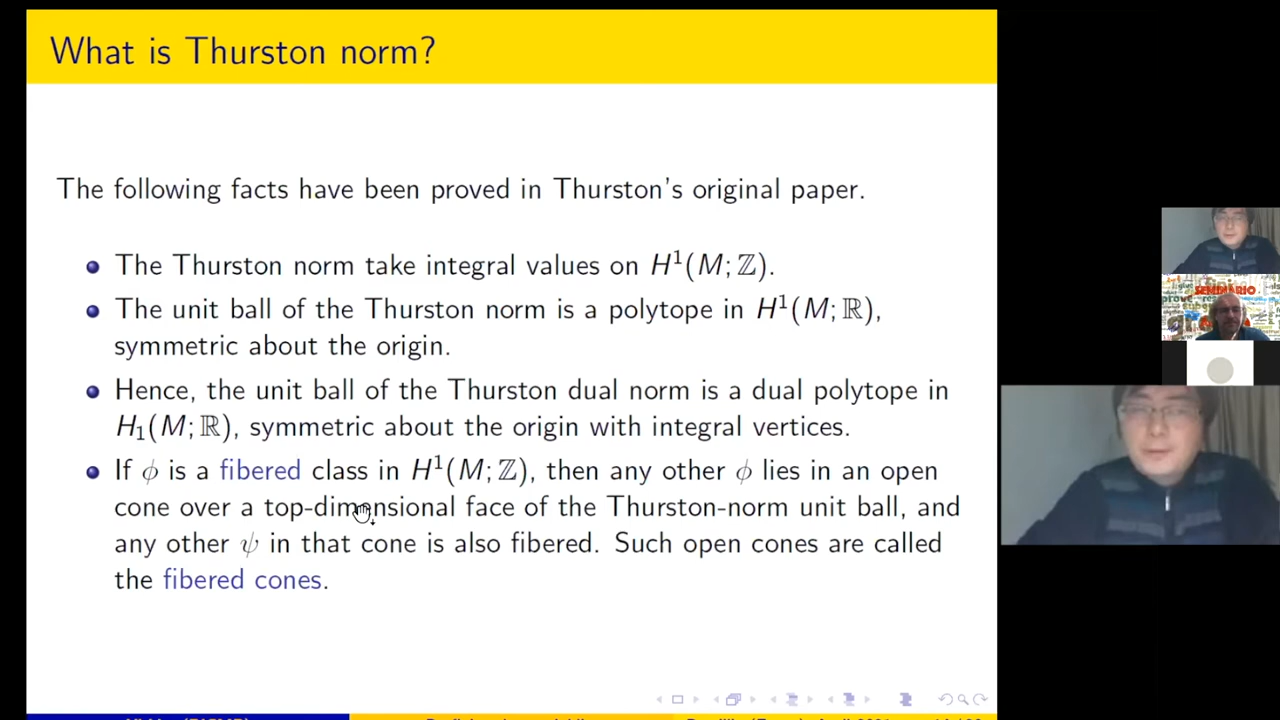 What is Thurston norm?
The following facts have been proved in Thurston's original paper.
The Thurston norm take integral values on H¹(M; ℤ).
The unit ball of the Thurston norm is a polytope in H¹(M; ℝ),
symmetric about the origin.
Hence, the unit ball of the Thurston dual norm is a dual polytope in
H₁(M; ℝ), symmetric about the origin with integral vertices.
If ϕ is a fibered class in H¹(M; ℤ), then any other ϕ lies in an open
cone over a top-dimensional face of the Thurston-norm unit ball, and
any other ψ in that cone is also fibered. Such open cones are called
the fibered cones.
SEMINARIO